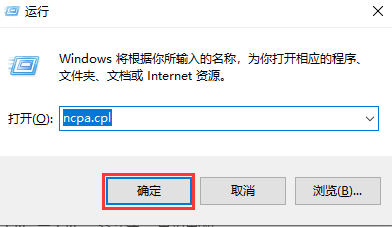 运行
Windows 将根据你所输入的名称，为你打开相应的程序、
文件夹、文档或 Internet 资源。
打开(O): ncpa.cpl
确定 取消 浏览(B)...